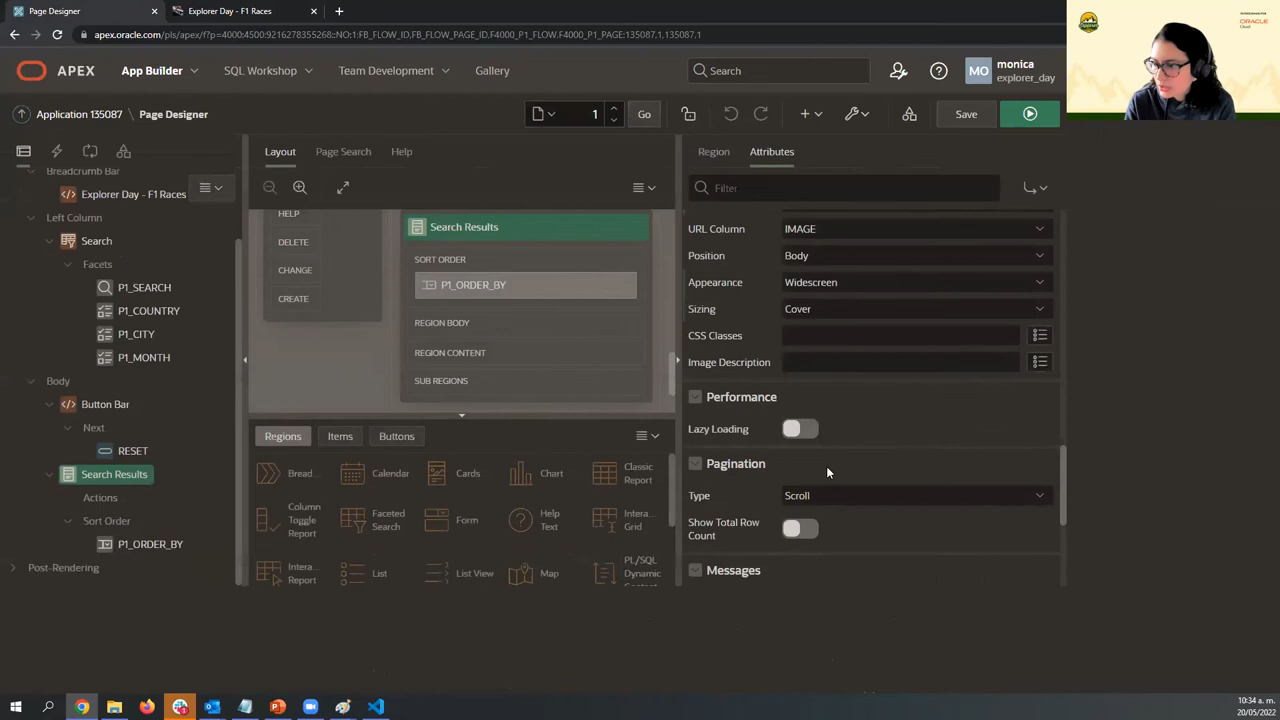 Page Designer
Explorer Day - F1 Races
apex.oracle.com/pls/apex/f?p=4000:4500:9216278355268::NO:1:FB_FLOW_ID,FB_FLOW_PAGE_ID,F4000_P1_FLOW,F4000_P1_PAGE:135087,1,135087,1
APEX
App Builder
SQL Workshop
Team Development
Gallery
Search
MO
monica
explorer_day
ORACLE
Cloud
Application 135087
Page Designer
1
Go
Save
Layout
Page Search
Help
Region
Attributes
Breadcrumb Bar
Explorer Day - F1 Races
Left Column
Search
Facets
P1_SEARCH
P1_COUNTRY
P1_CITY
P1_MONTH
Body
Button Bar
Next
RESET
Search Results
Actions
Sort Order
P1_ORDER_BY
Post-Rendering
HELP
DELETE
CHANGE
CREATE
Search Results
SORT ORDER
P1_ORDER_BY
REGION BODY
REGION CONTENT
SUB REGIONS
Regions
Items
Buttons
Bread...
Calendar
Cards
Chart
Classic
Report
Column
Toggle
Report
Faceted
Search
Form
Help
Text
Intera...
Grid
Intera...
Report
List
List View
Map
PL/SQL
Dynamic
Filter
URL Column
IMAGE
Position
Body
Appearance
Widescreen
Sizing
Cover
CSS Classes
Image Description
Performance
Lazy Loading
Pagination
Type
Scroll
Show Total Row
Count
Messages
10:34 a. m.
20/05/2022